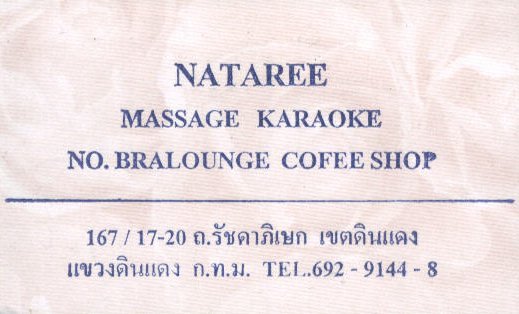 NATAREE
MASSAGE KARAOKE
NO. BRALOUNGE COFEE SHOP
167 / 17-20 ถ.รัชดาภิเษก เขตดินแดง
แขวงดินแดง ก.ท.ม. TEL.692 - 9144 - 8